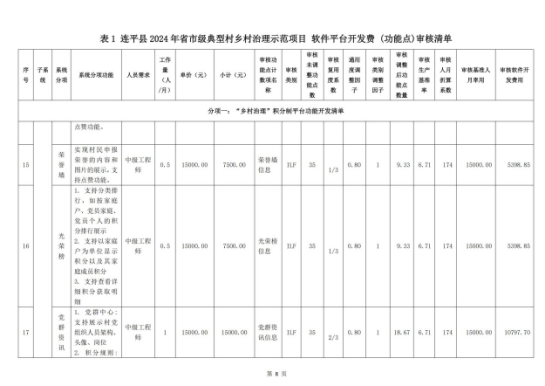 表1 连平县2024年省市级典型村乡村治理示范项目 软件平台开发费 (功能点)审核清单
序号 子系统 系统分项 系统分项功能 人员需求 工作量（人/月） 单价（元） 小计（元） 审核功能点计数项名称 审核类别 审核未调整功能点数 审核复用度系数 通用度调整因子 审核类别调整因子 审核调整后功能点数量 审核生产基准率 审核人月折算系数 审核基准人月率用 审核软件开发费用
分项一：“乡村治理”积分制平台功能开发清单
点赞功能。
15 荣誉墙 实现村民申报荣誉的内容和图片的展示，支持点赞功能。 中级工程师 0.5 15000.00 7500.00 荣誉墙信息 ILF 35 1/3 0.80 1 9.33 6.71 174 15000.00 5398.85
16 光荣榜 1. 支持分类排行，如按家庭户、党员家庭、党员个人的积分排行展示
2. 支持以家庭户为单位显示积分以及其家庭成员积分
3. 支持查看详细积分获取明细 中级工程师 0.5 15000.00 7500.00 光荣榜信息 ILF 35 1/3 0.80 1 9.33 6.71 174 15000.00 5398.85
17 党群资讯 1. 党群中心：支持展示村党组织人员架构，头像、岗位
2. 积分规则： 中级工程师 1 15000.00 15000.00 党群资讯信息 ILF 35 2/3 0.80 1 18.67 6.71 174 15000.00 10797.70